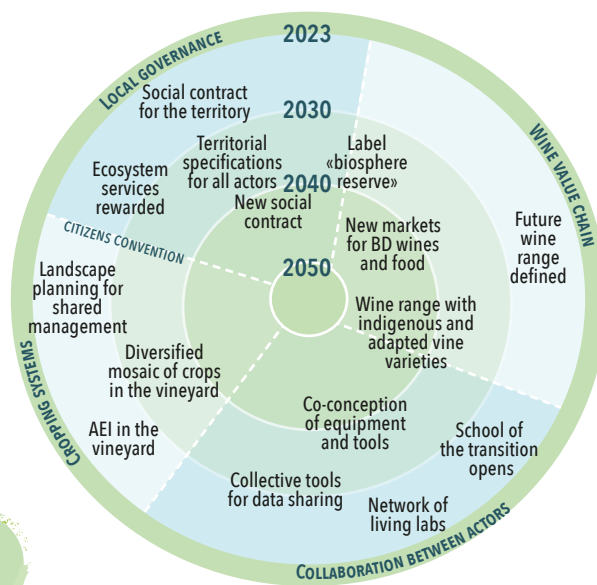 2023
LOCAL GOVERNANCE
Social contract
for the territory
2030
Territorial
specifications
for all actors
Label
«biosphere
reserve»
Ecosystem
services
rewarded
2040
New social
contract
WINE VALUE CHAIN
New markets
for BD wines
and food
Future
wine
range
defined
CITIZENS CONVENTION
2050
Landscape
planning for
shared
management
Wine range with
indigenous and
adapted vine
varieties
Diversified
mosaic of crops
in the vineyard
CROPPING SYSTEMS
AEI in the
vineyard
Co-conception
of equipment
and tools
School of
the transition
opens
Collective tools
for data sharing
Network of
living labs
COLLABORATION BETWEEN ACTORS